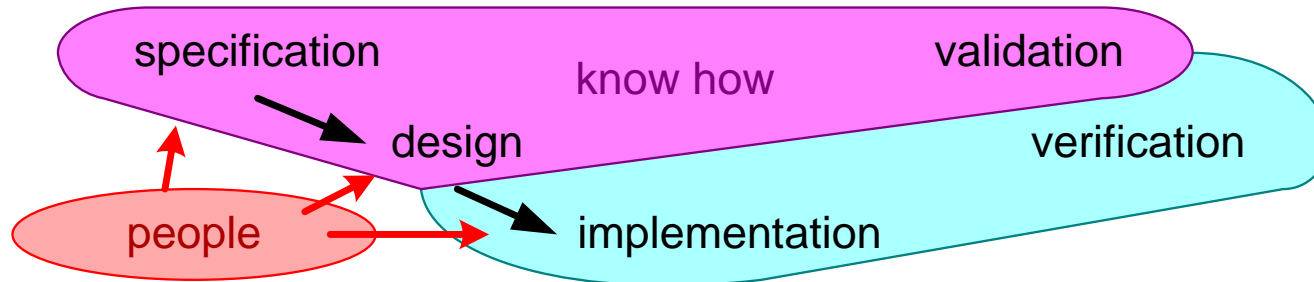 specification
validation
know how
design
verification
people
implementation